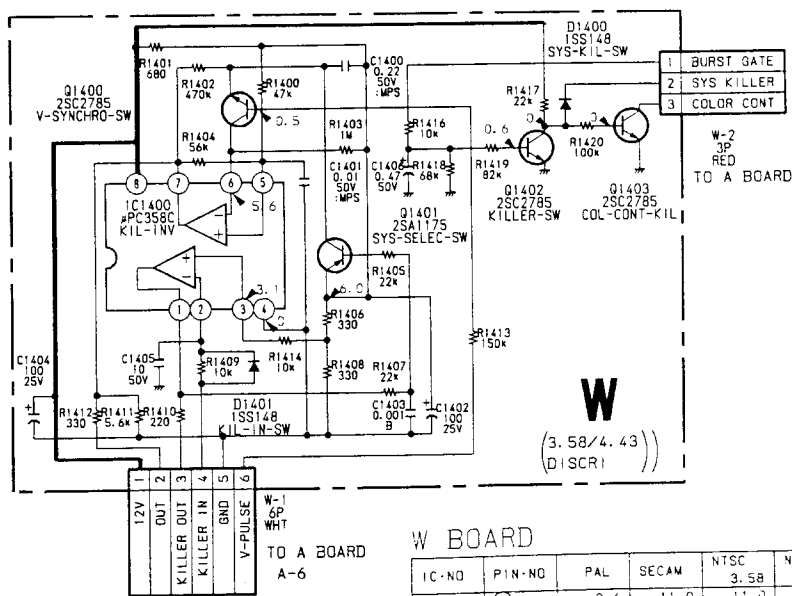 D1400
1SS148
SYS-KIL-SW
R1401
680
R1402
470k
R1400
47k
C1400
0.22
50V
:MPS
R1417
22k
1 BURST GATE
2 SYS KILLER
3 COLOR CONT
Q1400
2SC2785
V-SYNCHRO-SW
0.5
R1403
1M
R1416
10k
0.6
0
0
R1404
56k
C1401
0.01
50V
:MPS
C1406
0.47
50V
R1418
68k
R1419
82k
R1420
100k
W-2
3P
RED
TO A BOARD
8 7 6 5
IC1400
μPC358C
KIL-INV
5.6
Q1401
2SA1175
SYS-SELEC-SW
Q1402
2SC2785
KILLER-SW
Q1403
2SC2785
COL-CONT-KIL
R1405
22k
3.1
1 2 3 4
6.0
0
R1406
330
R1413
150k
C1404
100
25V
C1405
10
50V
R1409
10k
R1414
10k
R1408
330
R1407
22k
R1412
330
R1411
5.6k
R1410
220
D1401
1SS148
KIL-IN-SW
C1403
0.001
B
C1402
100
25V
W
(3.58/4.43)
(DISCRI)
1 12V
2 OUT
3 KILLER OUT
4 KILLER IN
5 GND
6 V-PULSE
W-1
6P
WHT
TO A BOARD
A-6
W BOARD
IC-NO PIN-NO PAL SECAM NTSC 3.58